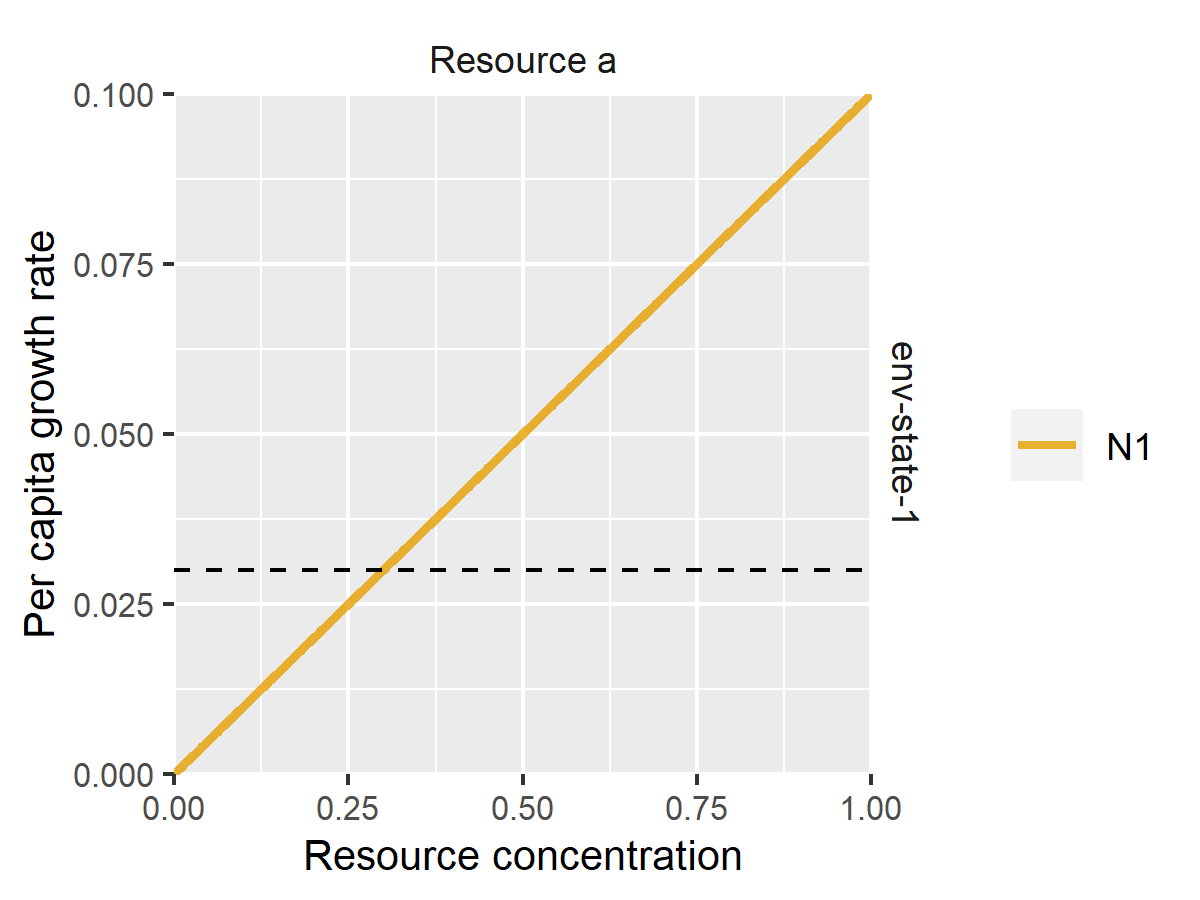 Resource a
0.100
0.075
0.050
0.025
0.000
0.00 0.25 0.50 0.75 1.00
Resource concentration
Per capita growth rate
env-state-1
N1